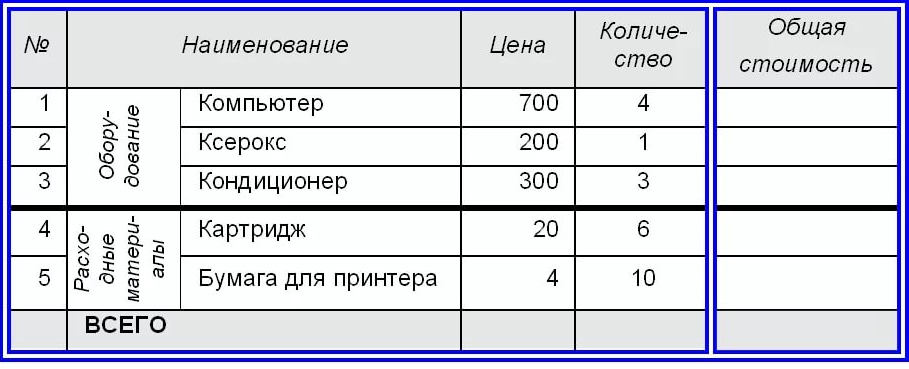 № Наименование Цена Количе-
ство Общая
стоимость
1 Обору-
дование Компьютер 700 4
2 Ксерокс 200 1
3 Кондиционер 300 3
4 Расхо-
дные
матери-
алы Картридж 20 6
5 Бумага для принтера 4 10
ВСЕГО